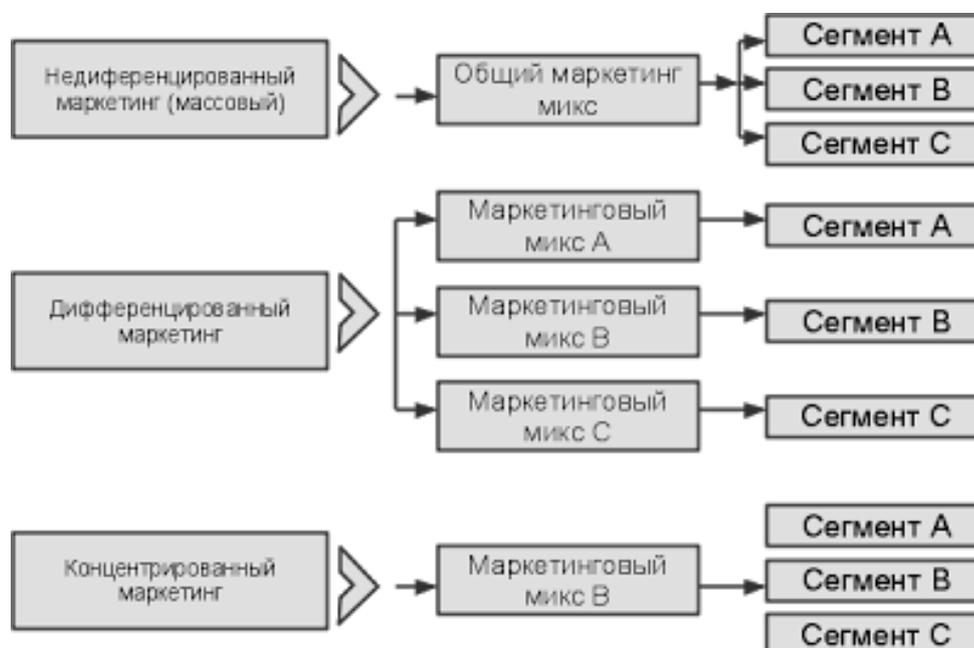 Недиференцированный
маркетинг (массовый)
Общий маркетинг
микс
Сегмент A
Сегмент B
Сегмент C
Дифференцированный
маркетинг
Маркетинговый
микс A
Маркетинговый
микс B
Маркетинговый
микс C
Сегмент A
Сегмент B
Сегмент C
Концентрированный
маркетинг
Маркетинговый
микс B
Сегмент A
Сегмент B
Сегмент C